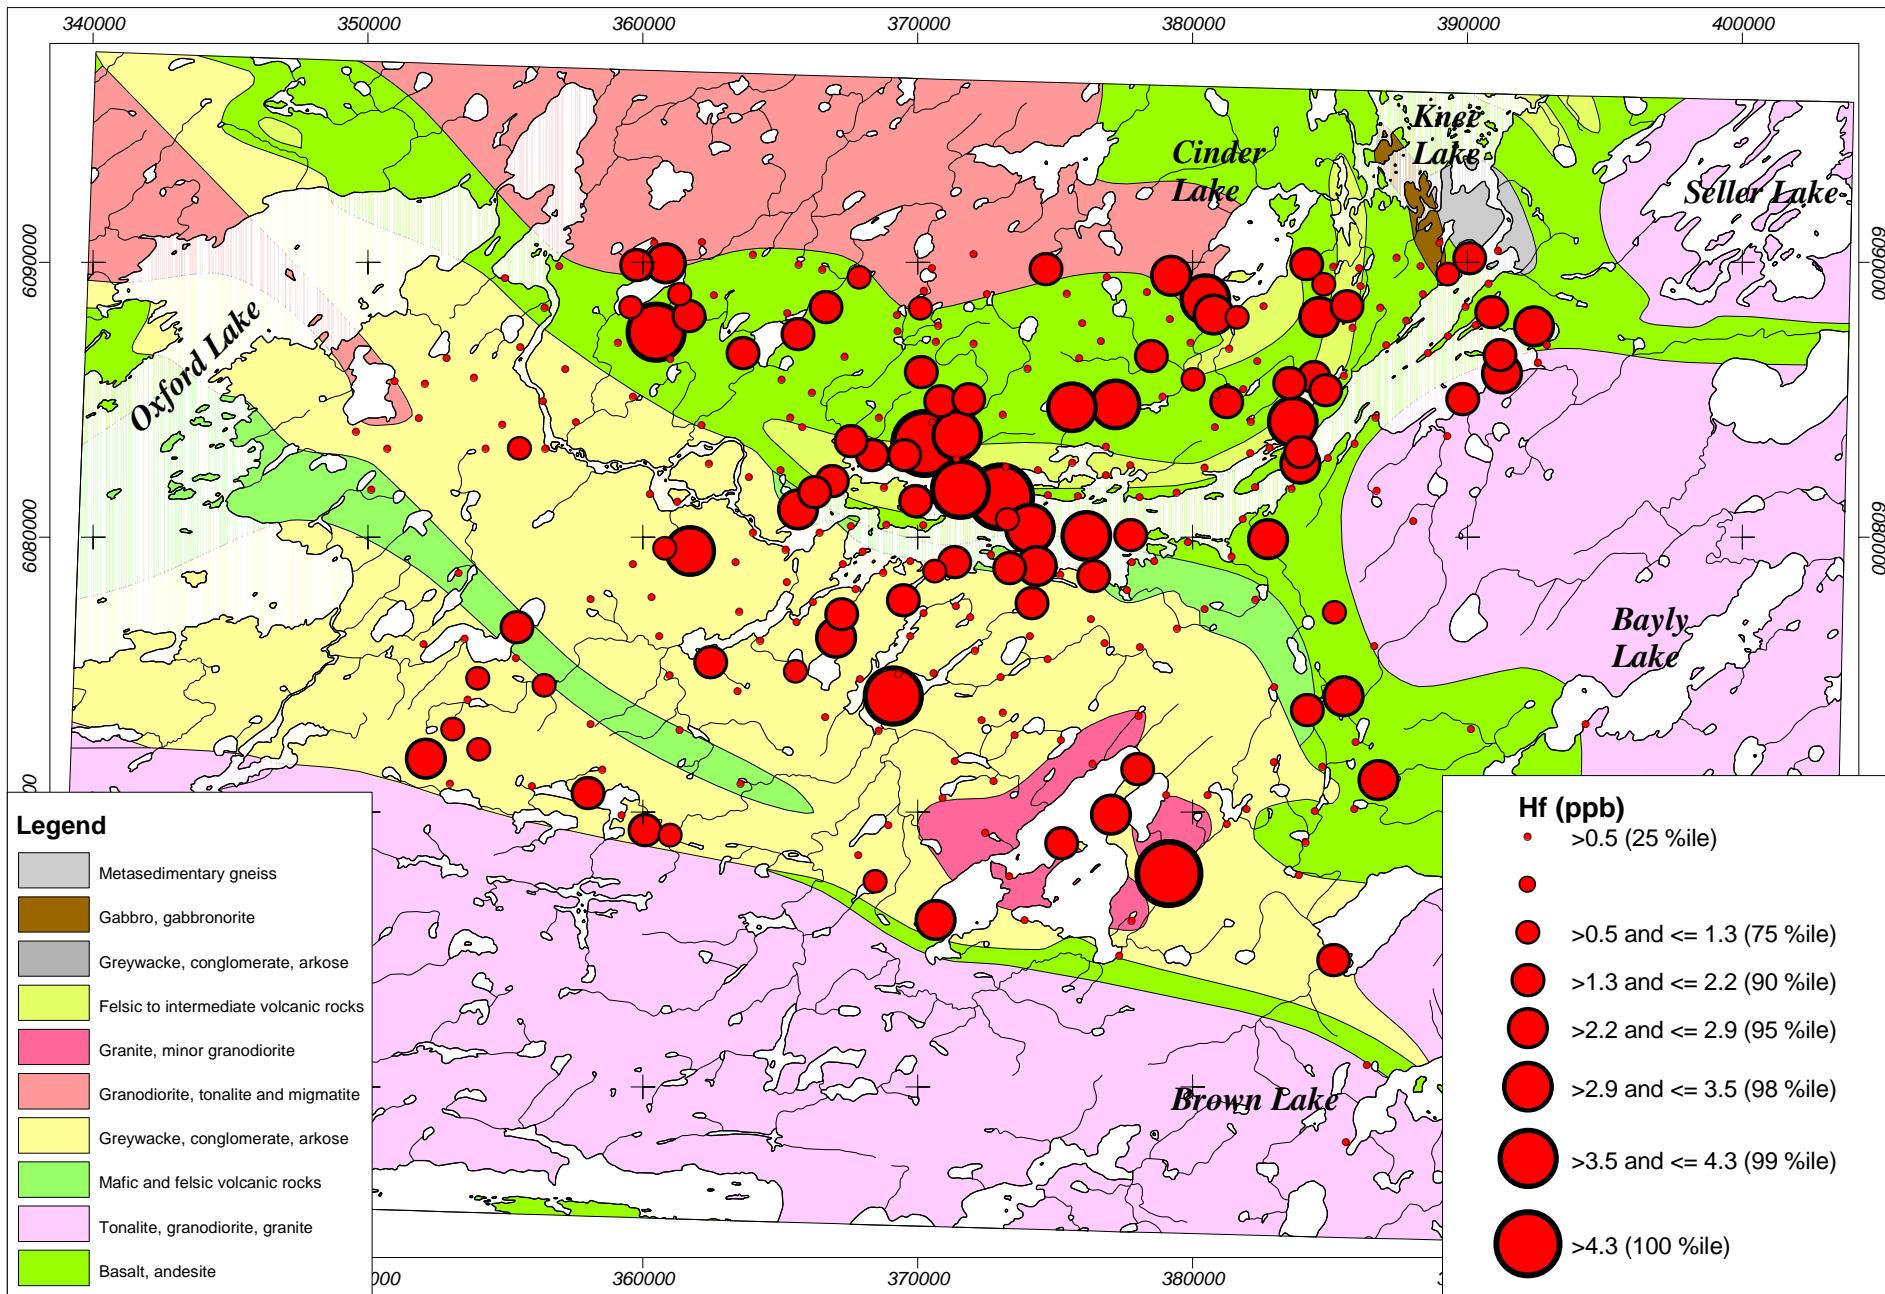 340000
350000
360000
370000
380000
390000
400000
6090000
6090000
6080000
6080000
Knee
Lake
Cinder
Lake
Seller Lake
Oxford Lake
Bayly
Lake
Brown Lake
Legend
Metasedimentary gneiss
Gabbro, gabbronorite
Greywacke, conglomerate, arkose
Felsic to intermediate volcanic rocks
Granite, minor granodiorite
Granodiorite, tonalite and migmatite
Greywacke, conglomerate, arkose
Mafic and felsic volcanic rocks
Tonalite, granodiorite, granite
Basalt, andesite
Hf (ppb)
>0.5 (25 %ile)
>0.5 and <= 1.3 (75 %ile)
>1.3 and <= 2.2 (90 %ile)
>2.2 and <= 2.9 (95 %ile)
>2.9 and <= 3.5 (98 %ile)
>3.5 and <= 4.3 (99 %ile)
>4.3 (100 %ile)
360000
370000
380000